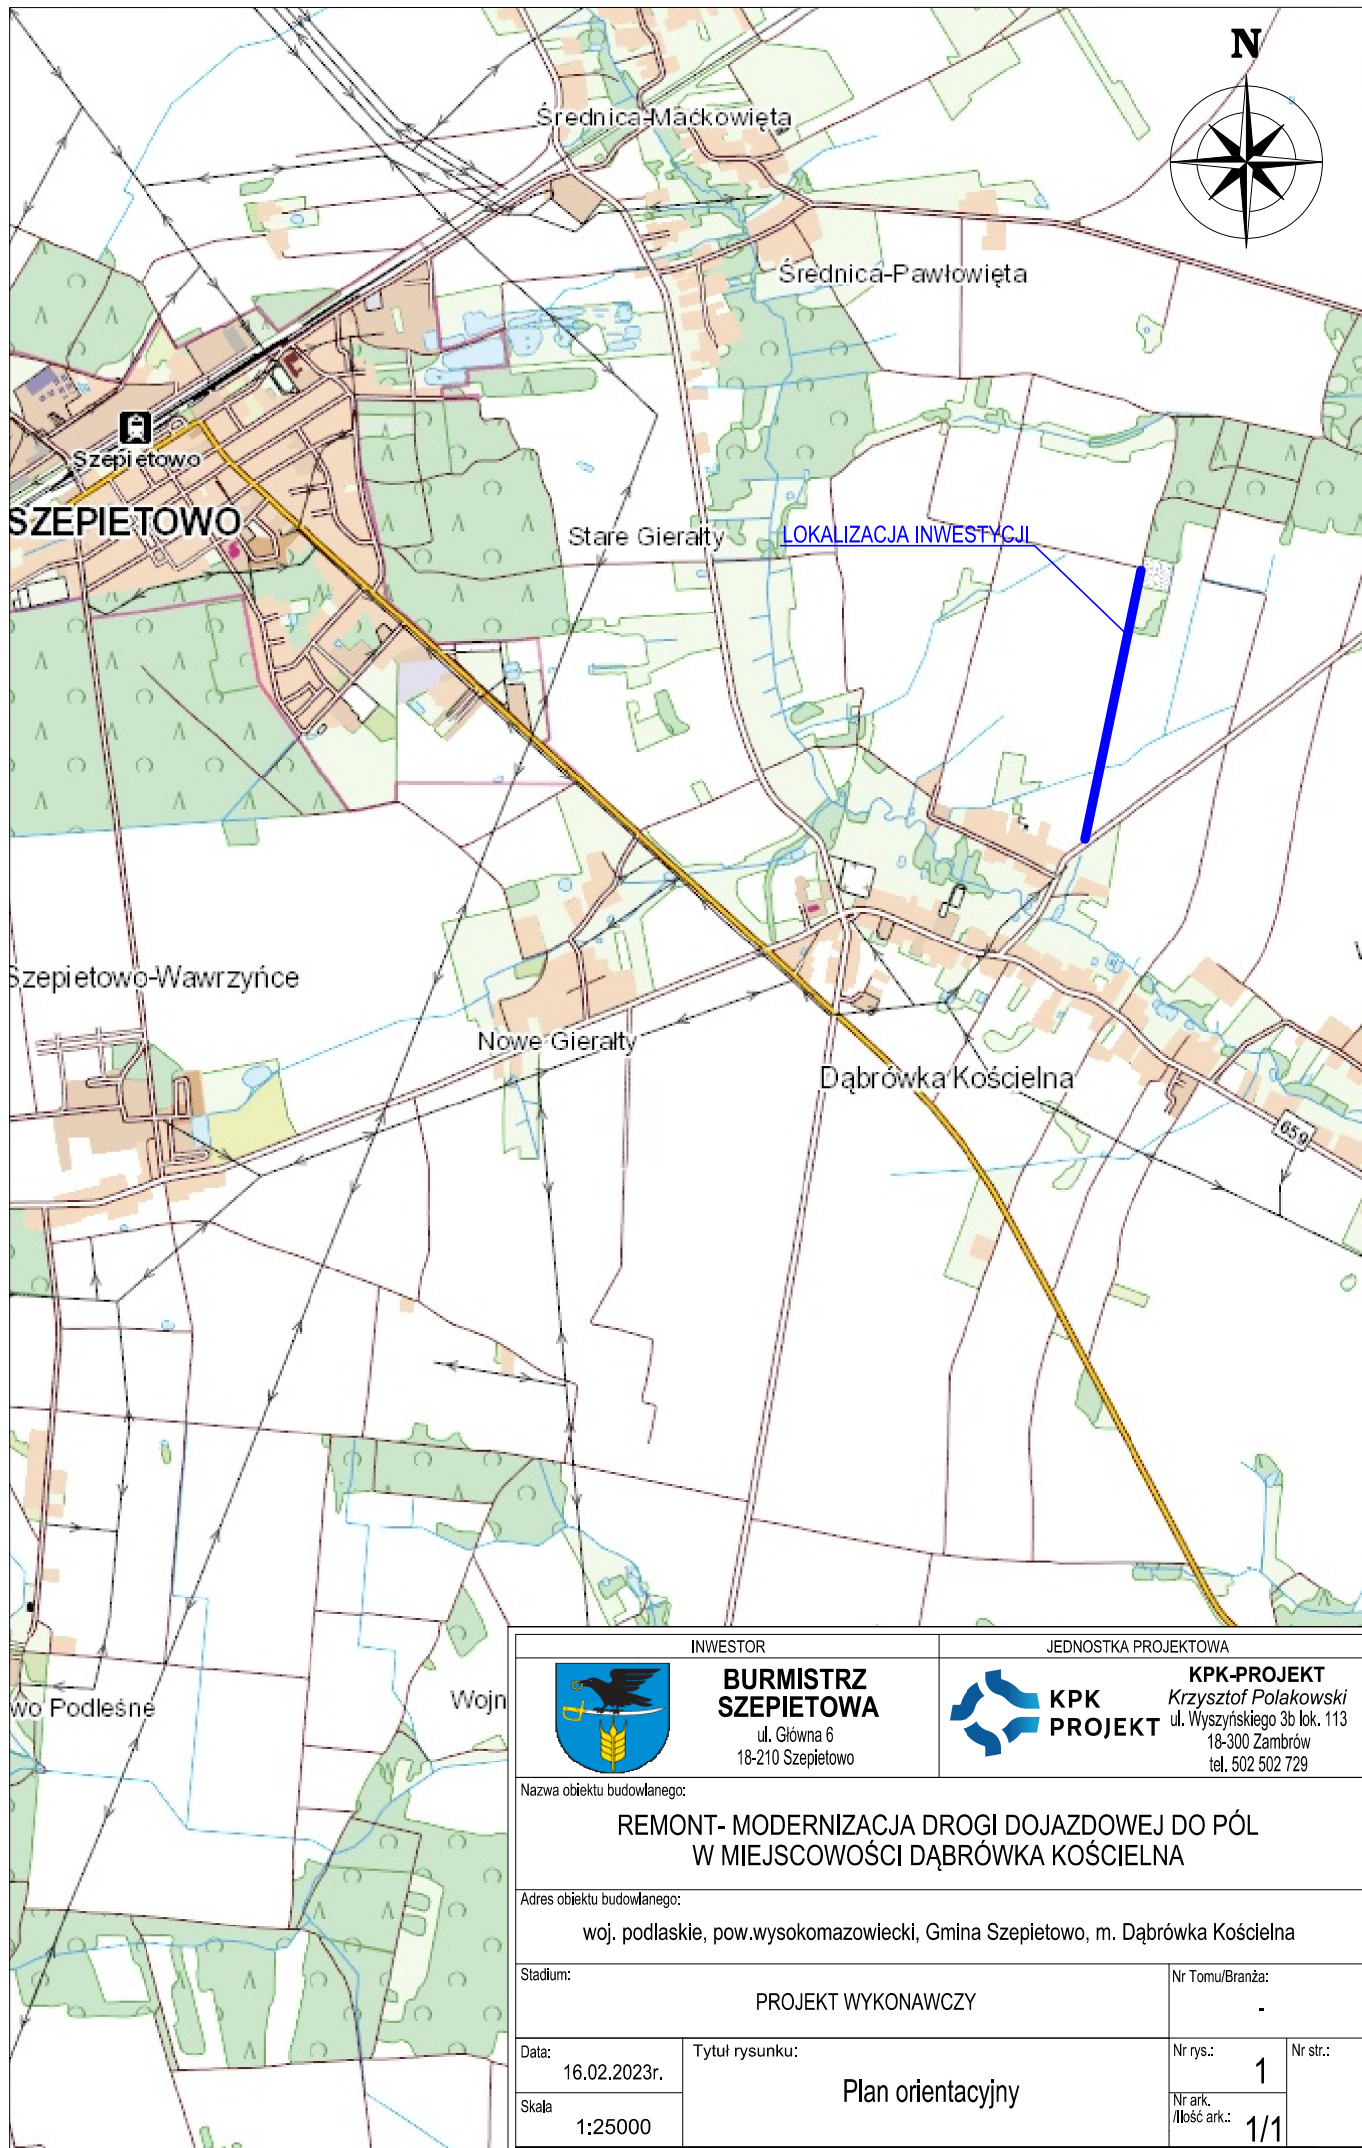 N
Średnica-Maćkowięta
Średnica-Pawłowięta
Szepietowo
SZEPIETOWO
Stare Gierałty
LOKALIZACJA INWESTYCJI
Szepietowo-Wawrzyńce
Nowe Gierałty
Dąbrówka Kościelna
659
wo Podleśne
Wojn
INWESTOR
BURMISTRZ
SZEPIETOWA
ul. Główna 6
18-210 Szepietowo
JEDNOSTKA PROJEKTOWA
KPK
PROJEKT
KPK-PROJEKT
Krzysztof Polakowski
ul. Wyszyńskiego 3b lok. 113
18-300 Zambrów
tel. 502 502 729
Nazwa obiektu budowlanego:
REMONT- MODERNIZACJA DROGI DOJAZDOWEJ DO PÓL
W MIEJSCOWOŚCI DĄBRÓWKA KOŚCIELNA
Adres obiektu budowlanego:
woj. podlaskie, pow.wysokomazowiecki, Gmina Szepietowo, m. Dąbrówka Kościelna
Stadium:
PROJEKT WYKONAWCZY
Nr Tomu/Branża:
-
Data:
16.02.2023r.
Skala
1:25000
Tytuł rysunku:
Plan orientacyjny
Nr rys.:
1
Nr str.:
Nr ark.
/Ilość ark.:
1/1